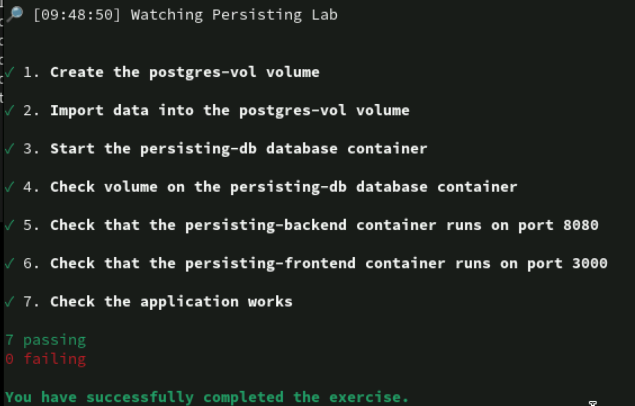 🔎 [09:48:50] Watching Persisting Lab
✓ 1. Create the postgres-vol volume
✓ 2. Import data into the postgres-vol volume
✓ 3. Start the persisting-db database container
✓ 4. Check volume on the persisting-db database container
✓ 5. Check that the persisting-backend container runs on port 8080
✓ 6. Check that the persisting-frontend container runs on port 3000
✓ 7. Check the application works
7 passing
0 failing
You have successfully completed the exercise.